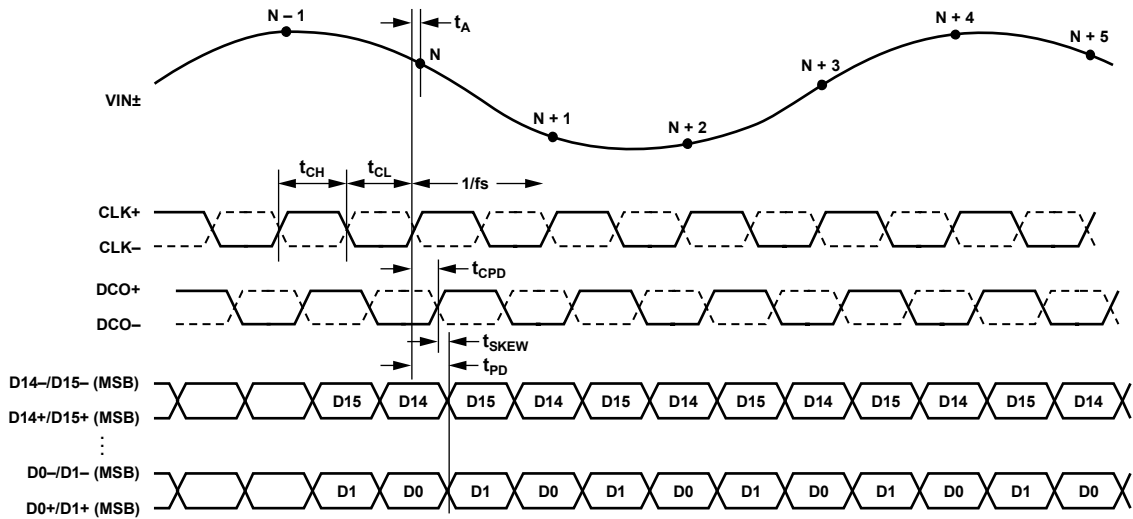 N – 1
t_A
N
N + 4
N + 5
N + 3
VIN±
N + 1
N + 2
t_CH
t_CL
1/fs
CLK+
CLK–
t_CPD
DCO+
DCO–
t_SKEW
t_PD
D14–/D15– (MSB)
D14+/D15+ (MSB)
D15 D14 D15 D14 D15 D14 D15 D14 D15 D14 D15 D14
⋮
D0–/D1– (MSB)
D0+/D1+ (MSB)
D1 D0 D1 D0 D1 D0 D1 D0 D1 D0 D1 D0